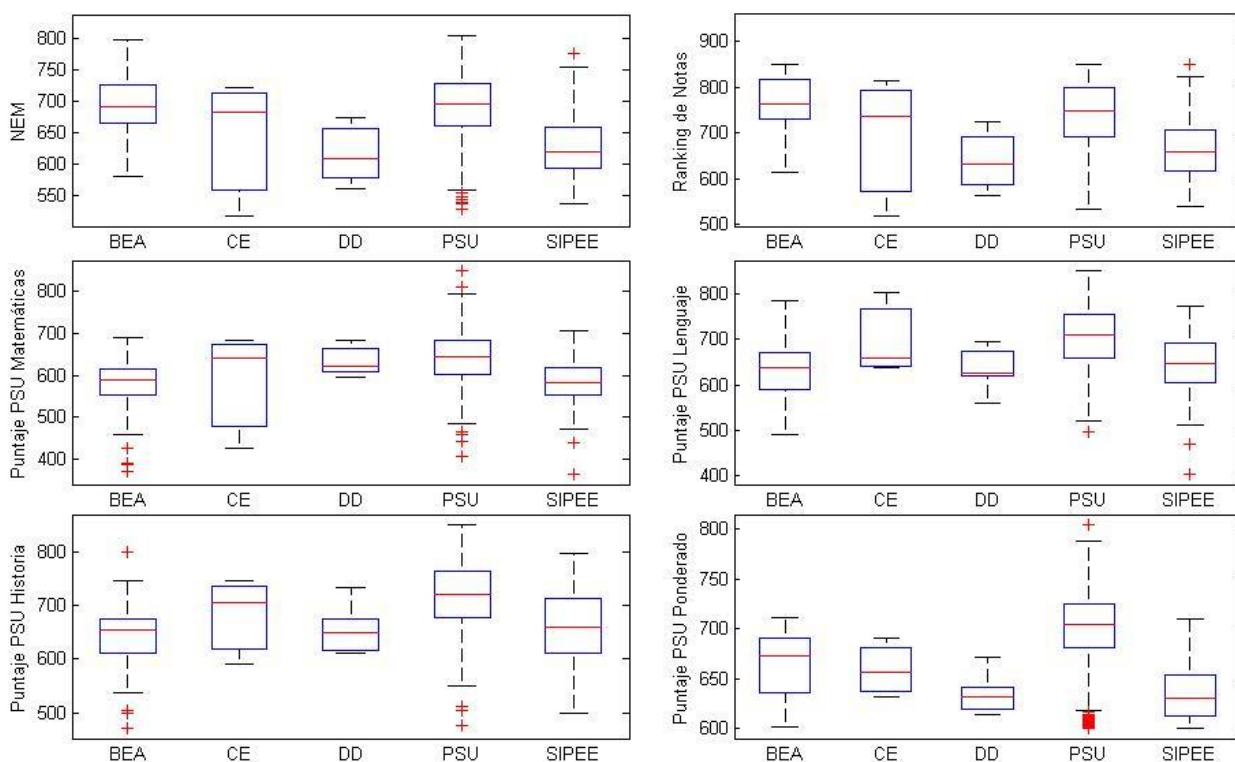 NEM
800
750
700
650
600
550
BEA CE DD PSU SIPEE
Ranking de Notas
900
800
700
600
500
BEA CE DD PSU SIPEE
Puntaje PSU Matemáticas
800
700
600
500
400
BEA CE DD PSU SIPEE
Puntaje PSU Lenguaje
800
700
600
500
400
BEA CE DD PSU SIPEE
Puntaje PSU Historia
800
700
600
500
BEA CE DD PSU SIPEE
Puntaje PSU Ponderado
800
750
700
650
600
BEA CE DD PSU SIPEE